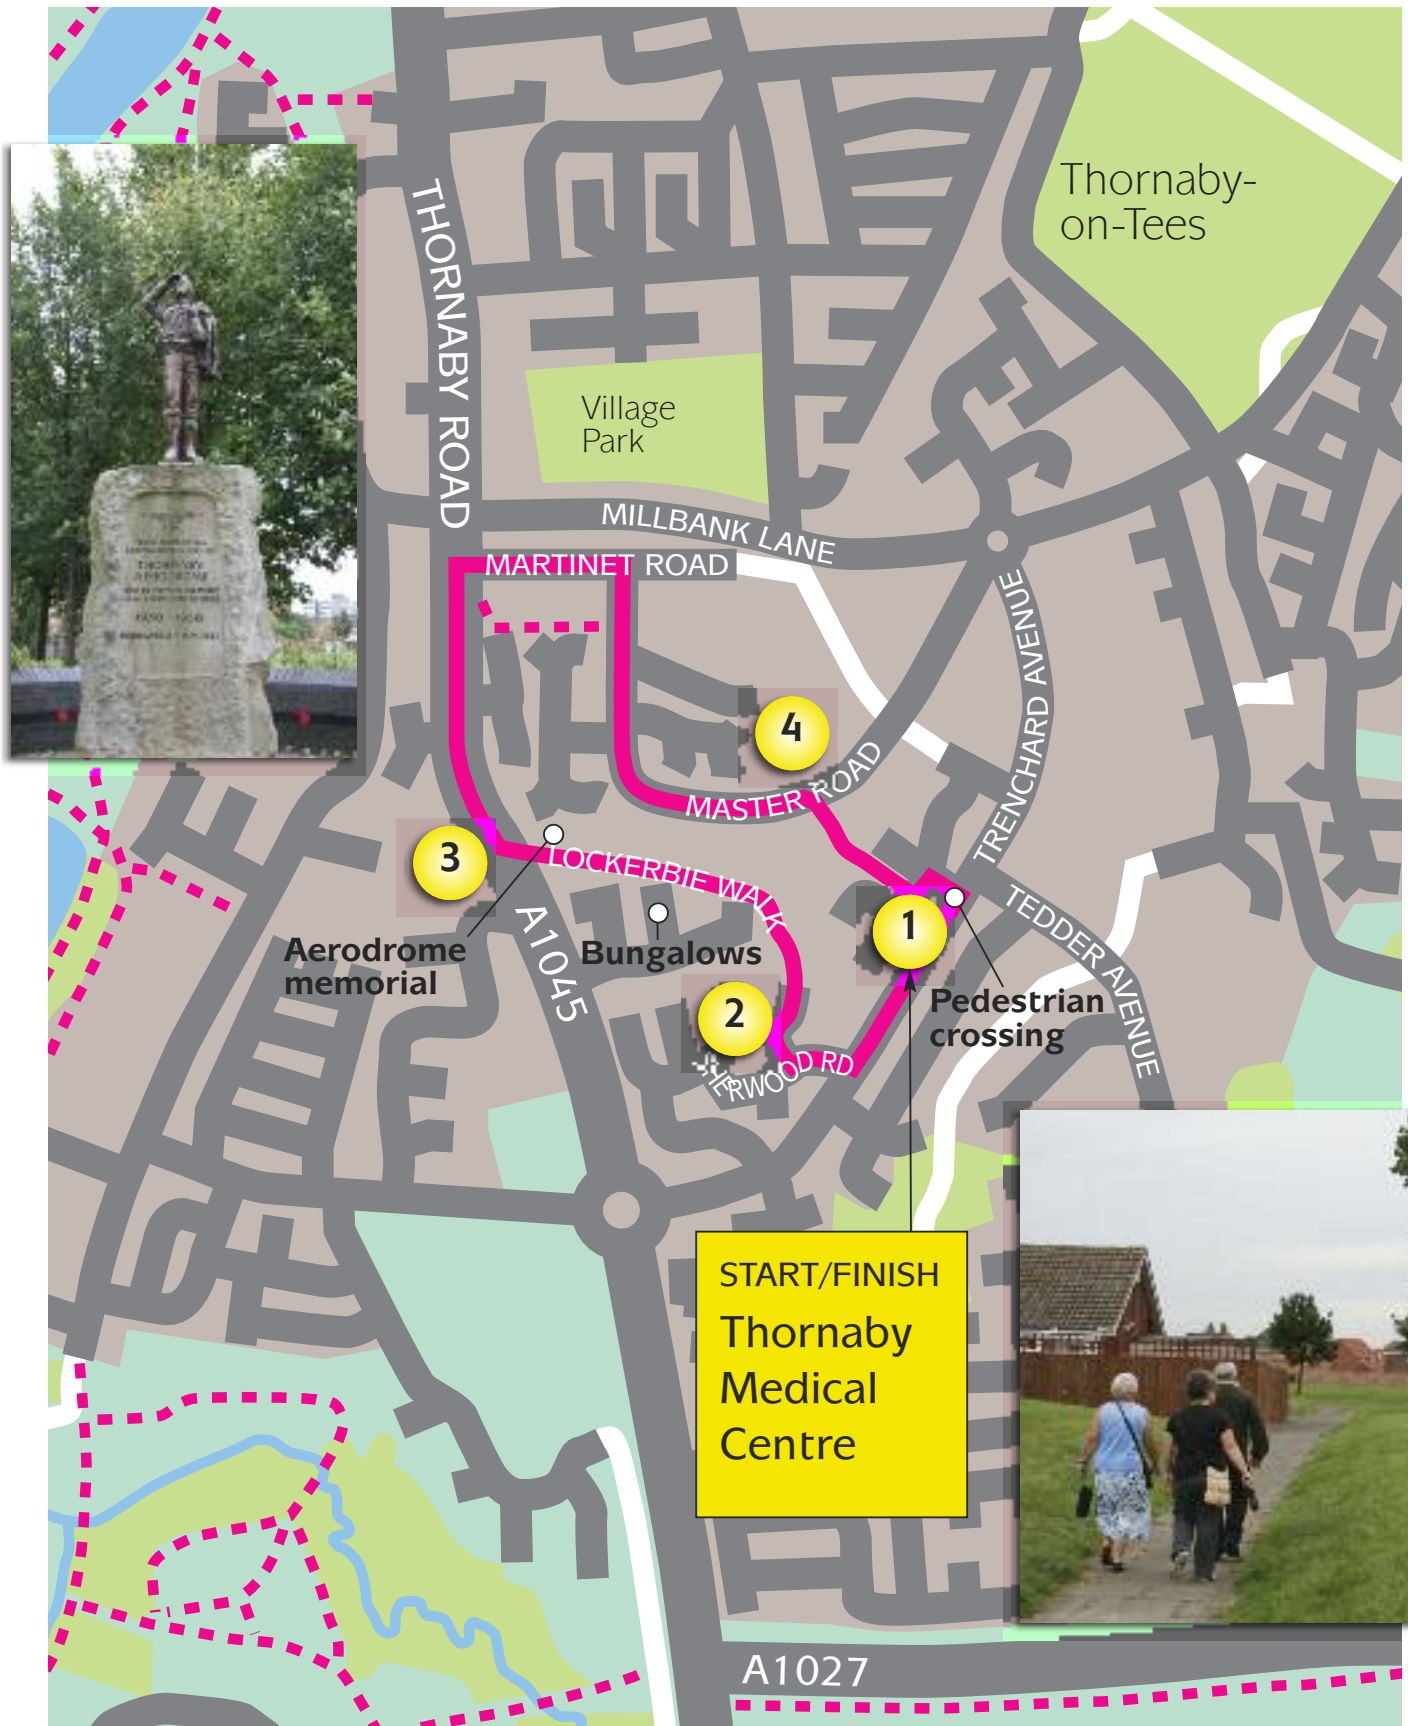 Thornaby-
on-Tees
THORNABY ROAD
Village
Park
MILLBANK LANE
MARTINET ROAD
TRENCHARD AVENUE
4
MASTER ROAD
3
LOCKERBIE WALK
TEDDER AVENUE
A1045
1
Aerodrome
memorial
Bungalows
2
Pedestrian
crossing
HERWOOD RD
START/FINISH
Thornaby
Medical
Centre
A1027